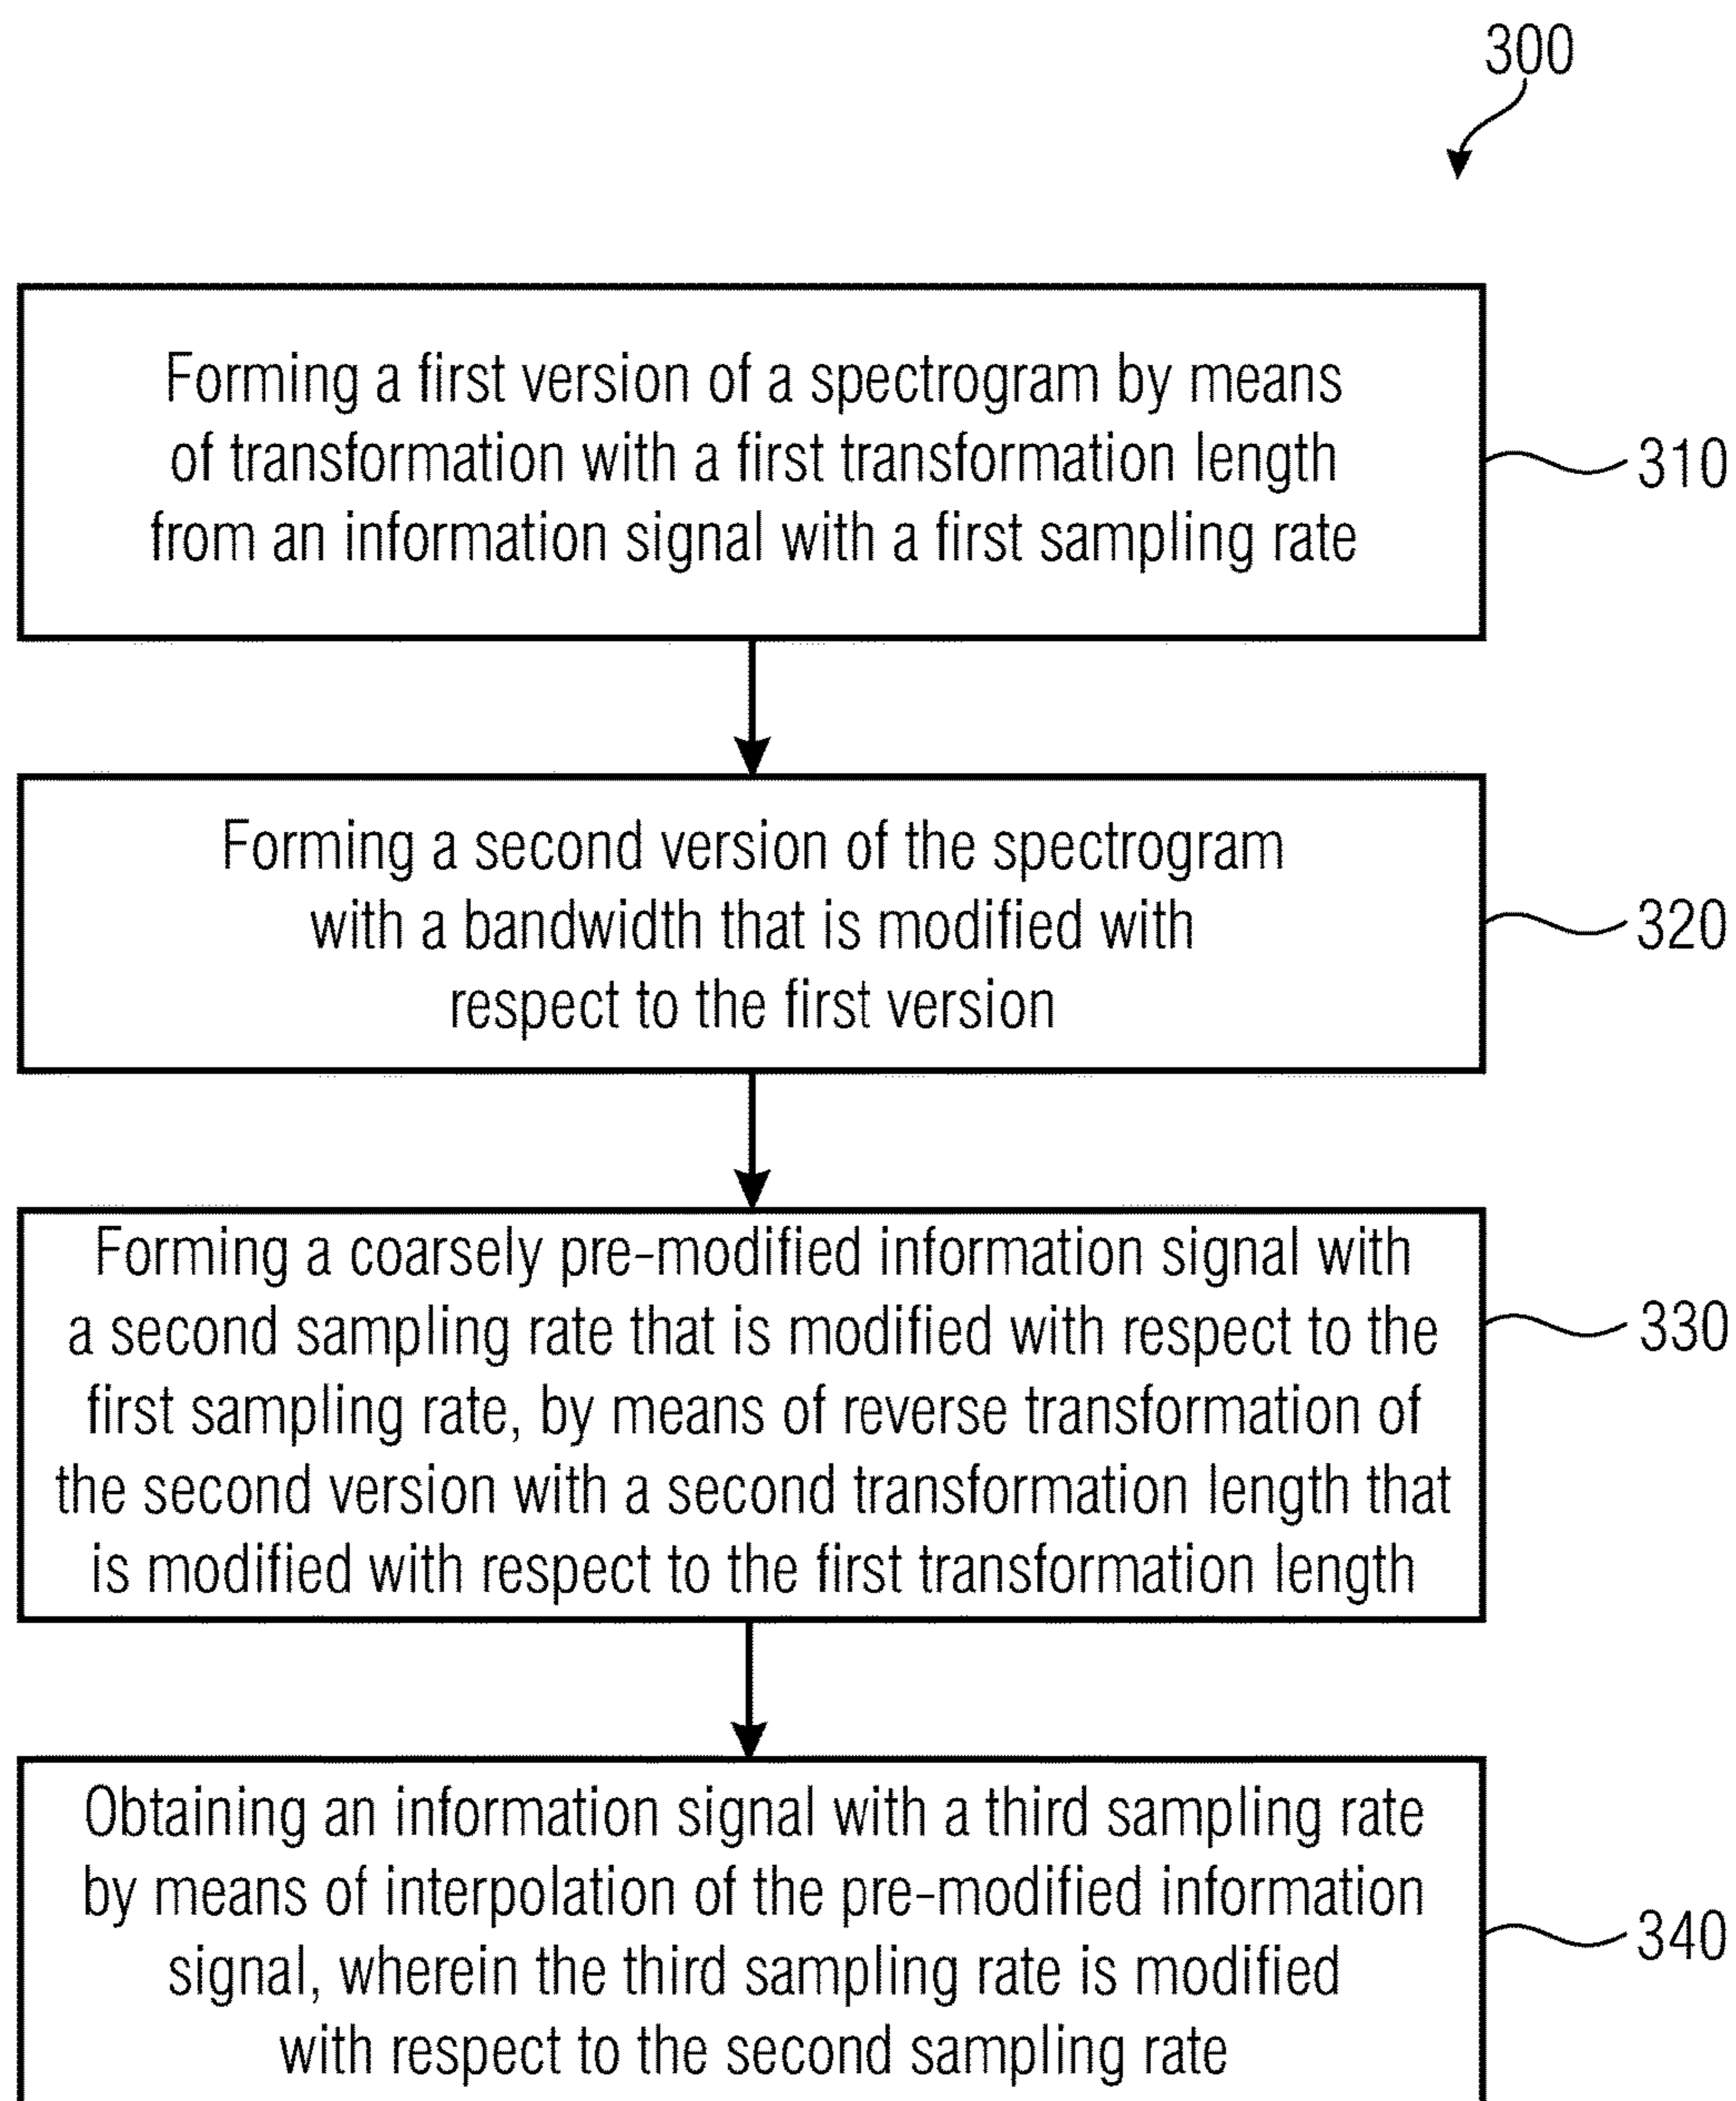 300
Forming a first version of a spectrogram by means
of transformation with a first transformation length
from an information signal with a first sampling rate
310
Forming a second version of the spectrogram
with a bandwidth that is modified with
respect to the first version
320
Forming a coarsely pre-modified information signal with
a second sampling rate that is modified with respect to the
first sampling rate, by means of reverse transformation of
the second version with a second transformation length that
is modified with respect to the first transformation length
330
Obtaining an information signal with a third sampling rate
by means of interpolation of the pre-modified information
signal, wherein the third sampling rate is modified
with respect to the second sampling rate
340